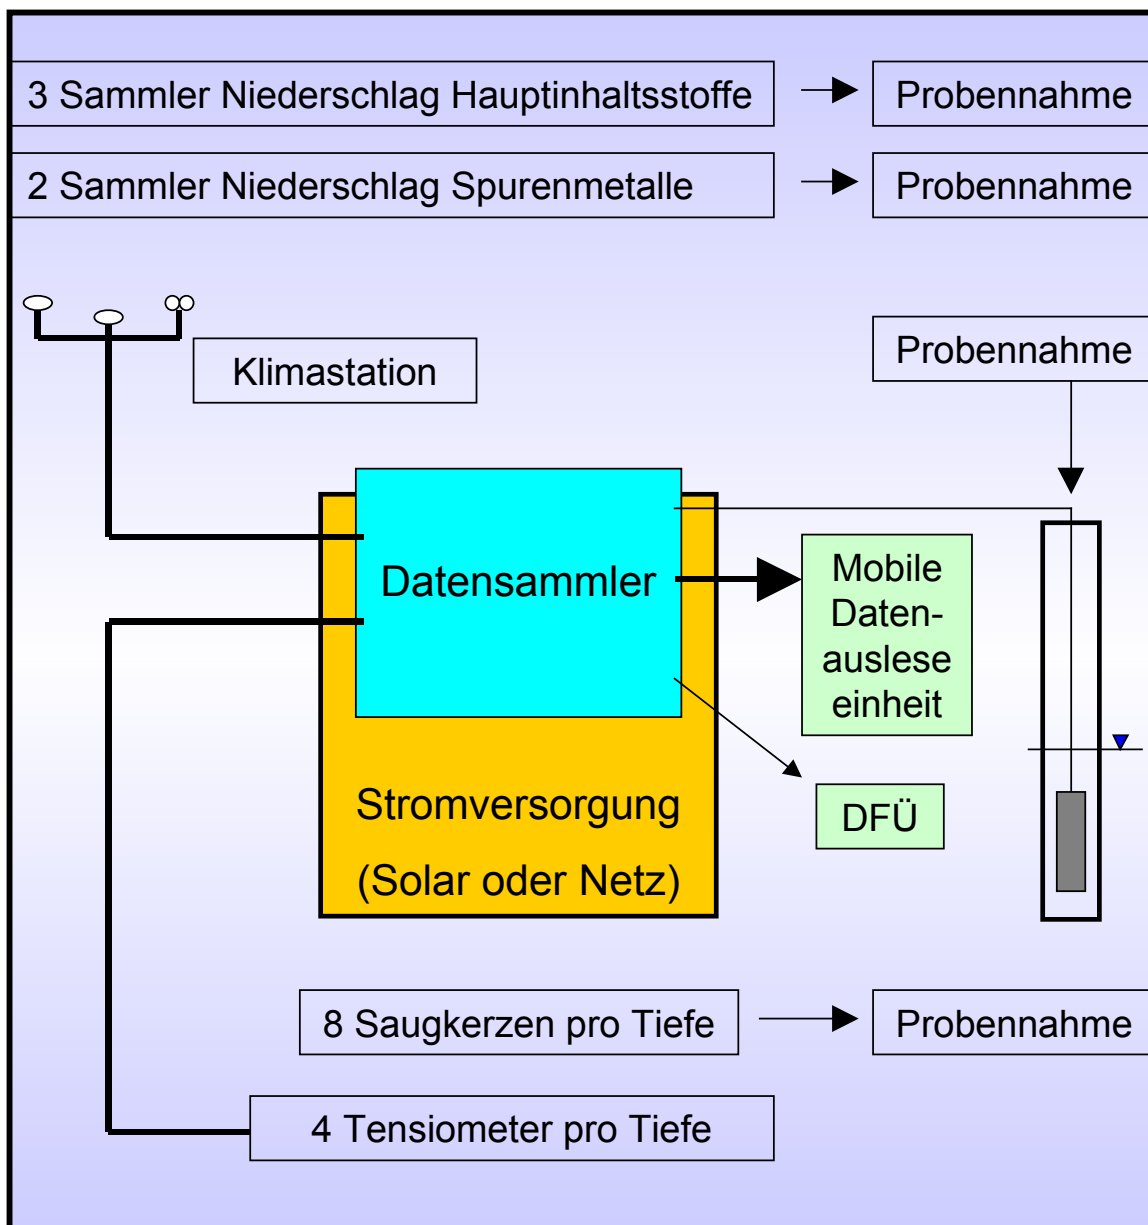 3 Sammler Niederschlag Hauptinhaltsstoffe
Probennahme
2 Sammler Niederschlag Spurenmetalle
Probennahme
Klimastation
Probennahme
Datensammler
Mobile
Daten-
auslese
einheit
Stromversorgung
(Solar oder Netz)
DFÜ
8 Saugkerzen pro Tiefe
Probennahme
4 Tensiometer pro Tiefe